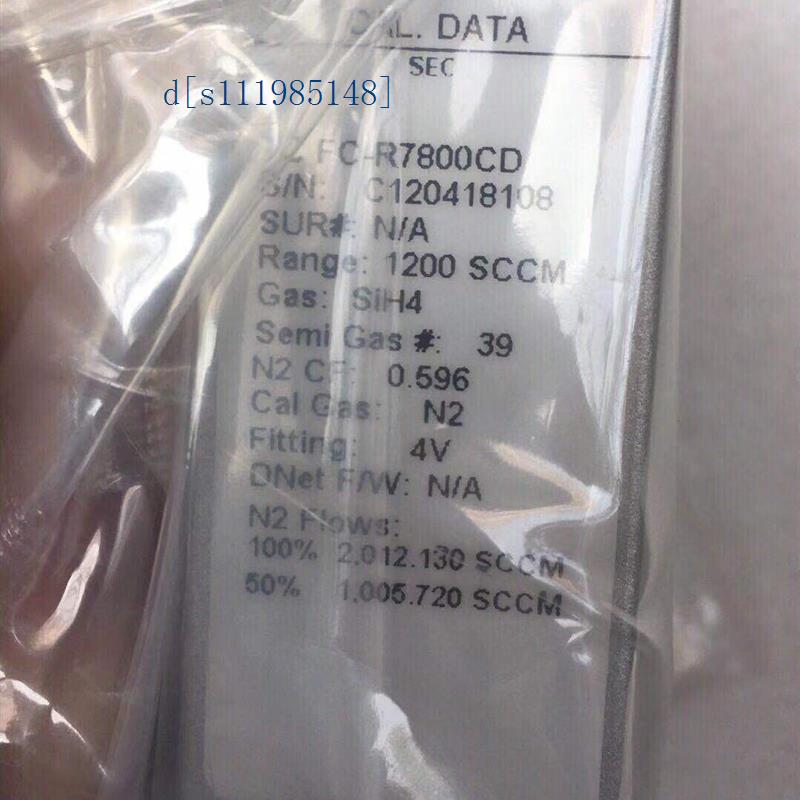 CAL. DATA
SEC
d[s111985148]
FC-R7800CD
S/N: C120418108
SUR#: N/A
Range: 1200 SCCM
Gas: SiH4
Semi Gas #: 39
N2 CF: 0.596
Cal Gas: N2
Fitting: 4V
DNet F/W: N/A
N2 Flows:
100% 2,012.130 SCCM
50% 1,005.720 SCCM